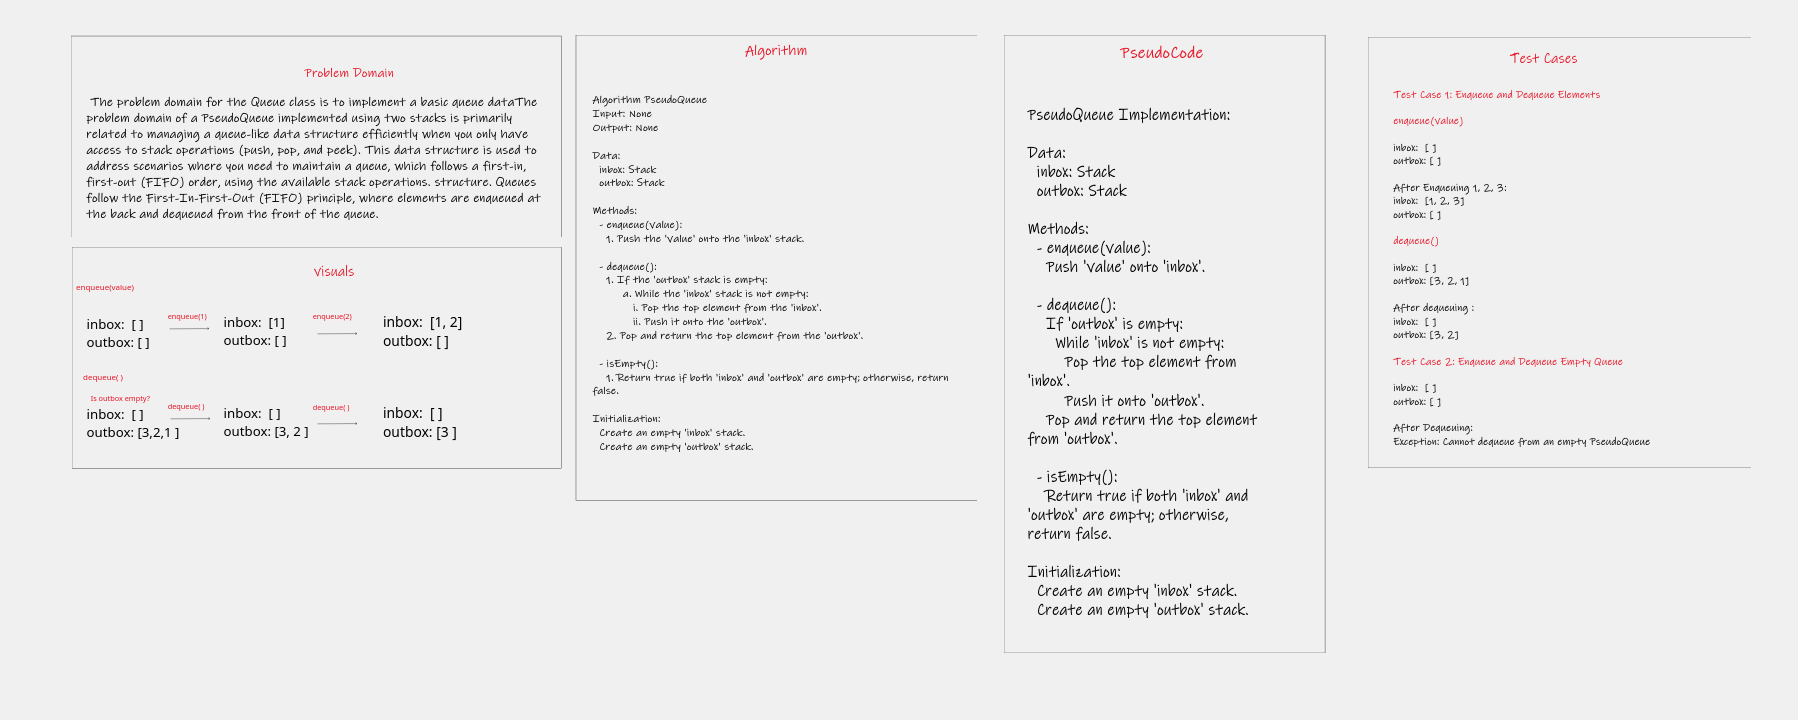 Problem Domain
The problem domain for the Queue class is to implement a basic queue dataThe
problem domain of a PseudoQueue implemented using two stacks is primarily
related to managing a queue-like data structure efficiently when you only have
access to stack operations (push, pop, and peek). This data structure is used to
address scenarios where you need to maintain a queue, which follows a first-in,
first-out (FIFO) order, using the available stack operations. structure. Queues
follow the First-In-First-Out (FIFO) principle, where elements are enqueued at
the back and dequeued from the front of the queue.
Visuals
enqueue(value)
enqueue(1)
enqueue(2)
inbox: [ ]
outbox: [ ]
inbox: [1]
outbox: [ ]
inbox: [1, 2]
outbox: [ ]
dequeue( )
Is outbox empty?
dequeue( )
dequeue( )
inbox: [ ]
outbox: [3,2,1 ]
inbox: [ ]
outbox: [3, 2 ]
inbox: [ ]
outbox: [3 ]
Algorithm
Algorithm PseudoQueue
Input: None
Output: None
Data:
inbox: Stack
outbox: Stack
Methods:
- enqueue(value):
1. Push the 'value' onto the 'inbox' stack.
- dequeue():
1. If the 'outbox' stack is empty:
a. While the 'inbox' stack is not empty:
i. Pop the top element from the 'inbox'.
ii. Push it onto the 'outbox'.
2. Pop and return the top element from the 'outbox'.
- isEmpty():
1. Return true if both 'inbox' and 'outbox' are empty; otherwise, return
false.
Initialization:
Create an empty 'inbox' stack.
Create an empty 'outbox' stack.
PseudoCode
PseudoQueue Implementation:
Data:
inbox: Stack
outbox: Stack
Methods:
- enqueue(value):
Push 'value' onto 'inbox'.
- dequeue():
If 'outbox' is empty:
While 'inbox' is not empty:
Pop the top element from
'inbox'.
Push it onto 'outbox'.
Pop and return the top element
from 'outbox'.
- isEmpty():
Return true if both 'inbox' and
'outbox' are empty; otherwise,
return false.
Initialization:
Create an empty 'inbox' stack.
Create an empty 'outbox' stack.
Test Cases
Test Case 1: Enqueue and Dequeue Elements
enqueue(value)
inbox: [ ]
outbox: [ ]
After Enqueuing 1, 2, 3:
inbox: [1, 2, 3]
outbox: [ ]
dequeue()
inbox: [ ]
outbox: [3, 2, 1]
After dequeuing :
inbox: [ ]
outbox: [3, 2]
Test Case 2: Enqueue and Dequeue Empty Queue
inbox: [ ]
outbox: [ ]
After Dequeuing:
Exception: Cannot dequeue from an empty PseudoQueue